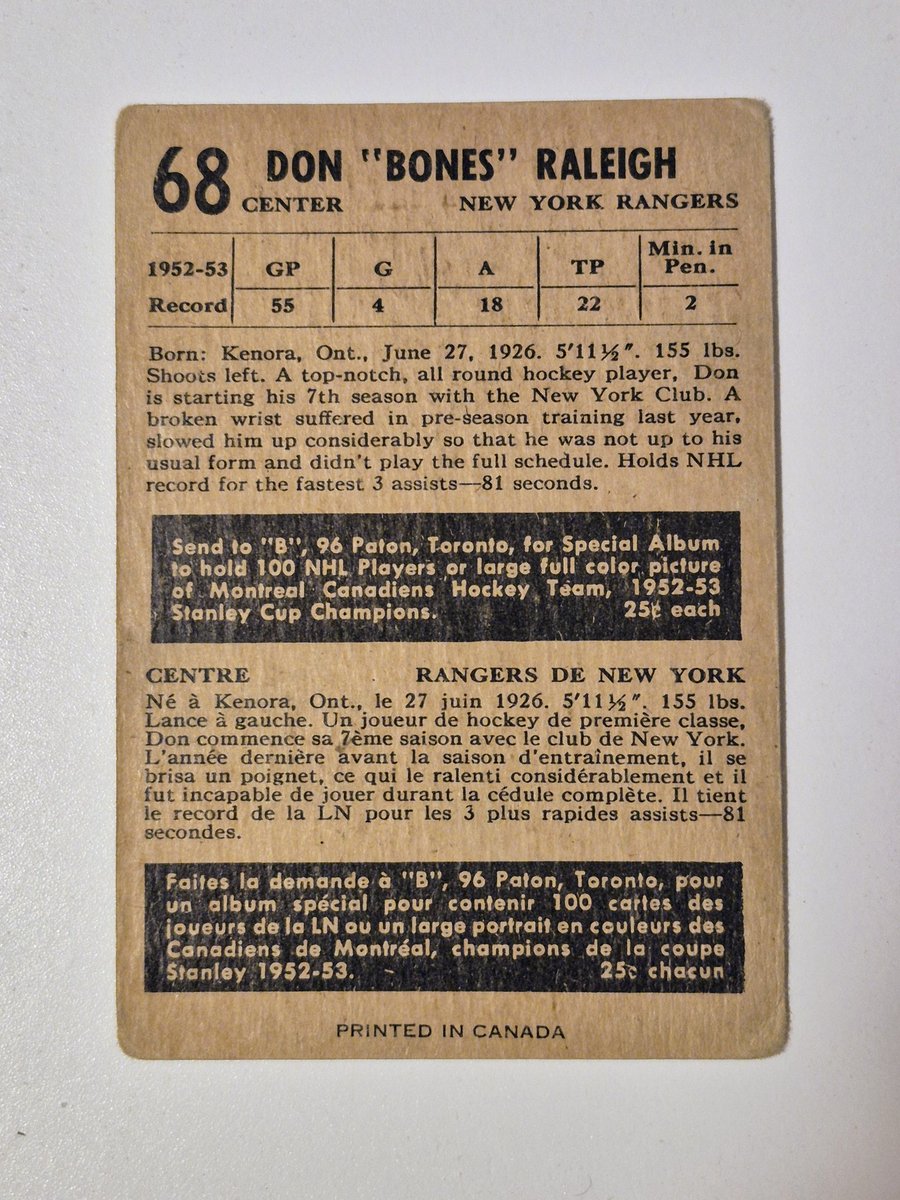 68 DON "BONES" RALEIGH
CENTER NEW YORK RANGERS
1952-53 GP G A TP Min. in Pen.
Record 55 4 18 22 2
Born: Kenora, Ont., June 27, 1926. 5'11½". 155 lbs.
Shoots left. A top-notch, all round hockey player, Don
is starting his 7th season with the New York Club. A
broken wrist suffered in pre-season training last year,
slowed him up considerably so that he was not up to his
usual form and didn't play the full schedule. Holds NHL
record for the fastest 3 assists—81 seconds.
Send to "B", 96 Paton, Toronto, for Special Album
to hold 100 NHL Players or large full color picture
of Montreal Canadiens Hockey Team, 1952-53
Stanley Cup Champions. 25¢ each
CENTRE RANGERS DE NEW YORK
Né à Kenora, Ont., le 27 juin 1926. 5'11½". 155 lbs.
Lance à gauche. Un joueur de hockey de première classe,
Don commence sa 7ème saison avec le club de New York.
L'année dernière avant la saison d'entraînement, il se
brisa un poignet, ce qui le ralenti considérablement et il
fut incapable de jouer durant la cédule complète. Il tient
le record de la LN pour les 3 plus rapides assists—81
secondes.
Faites la demande à "B", 96 Paton, Toronto, pour
un album spécial pour contenir 100 cartes des
joueurs de la LN ou un large portrait en couleurs des
Canadiens de Montréal, champions de la coupe
Stanley 1952-53. 25¢ chacun
PRINTED IN CANADA